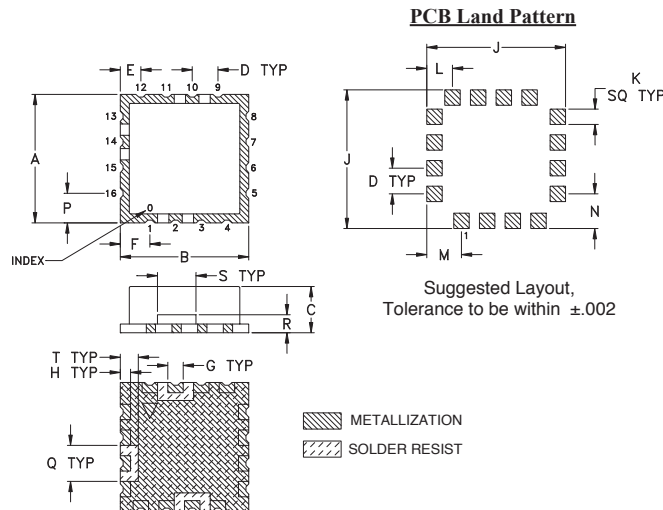 PCB Land Pattern
E
D TYP
12 11 10 9
13
14
15
16
8
7
6
5
A
P
0
1 2 3 4
F
B
INDEX
S TYP
C
R
T TYP
H TYP
G TYP
Q TYP
J
L
K
SQ TYP
J
D TYP
N
1
M
Suggested Layout,
Tolerance to be within ±.002
METALLIZATION
SOLDER RESIST